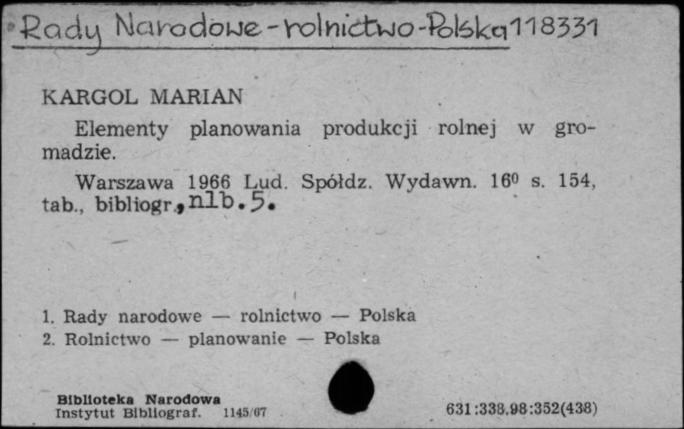 Rady Narodowe - rolnictwo - Polska 118331
KARGOL MARIAN
Elementy planowania produkcji rolnej w gro-
madzie.
Warszawa 1966 Lud. Spółdz. Wydawn. 16⁰ s. 154,
tab., bibliogr., nlb. 5.
1. Rady narodowe — rolnictwo — Polska
2. Rolnictwo — planowanie — Polska
Biblioteka Narodowa
Instytut Bibliograf. 1145/67
631:338.98:352(438)